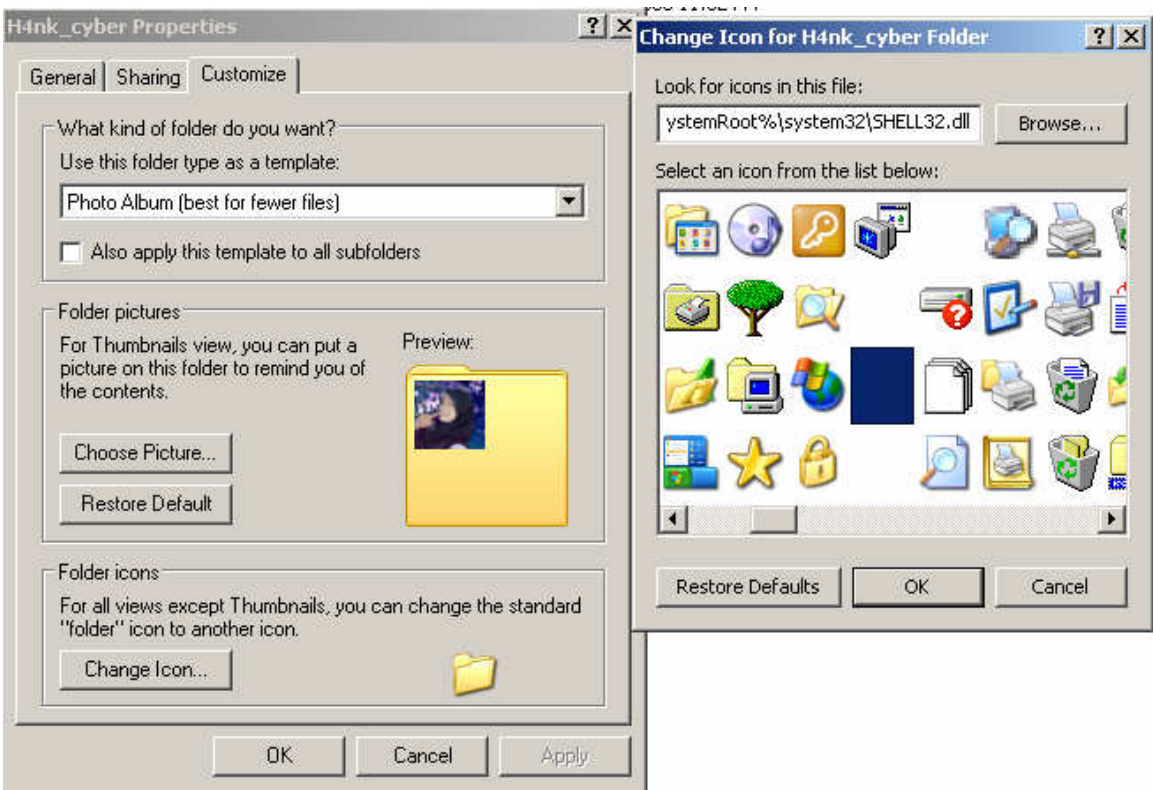 H4nk_cyber Properties
General Sharing Customize
What kind of folder do you want?
Use this folder type as a template:
Photo Album (best for fewer files)
Also apply this template to all subfolders
Folder pictures
For Thumbnails view, you can put a
picture on this folder to remind you of
the contents.
Preview:
Choose Picture...
Restore Default
Folder icons
For all views except Thumbnails, you can change the standard
"folder" icon to another icon.
Change Icon...
OK Cancel Apply
Change Icon for H4nk_cyber Folder
Look for icons in this file:
ystemRoot%\system32\SHELL32.dll Browse...
Select an icon from the list below:
Restore Defaults OK Cancel